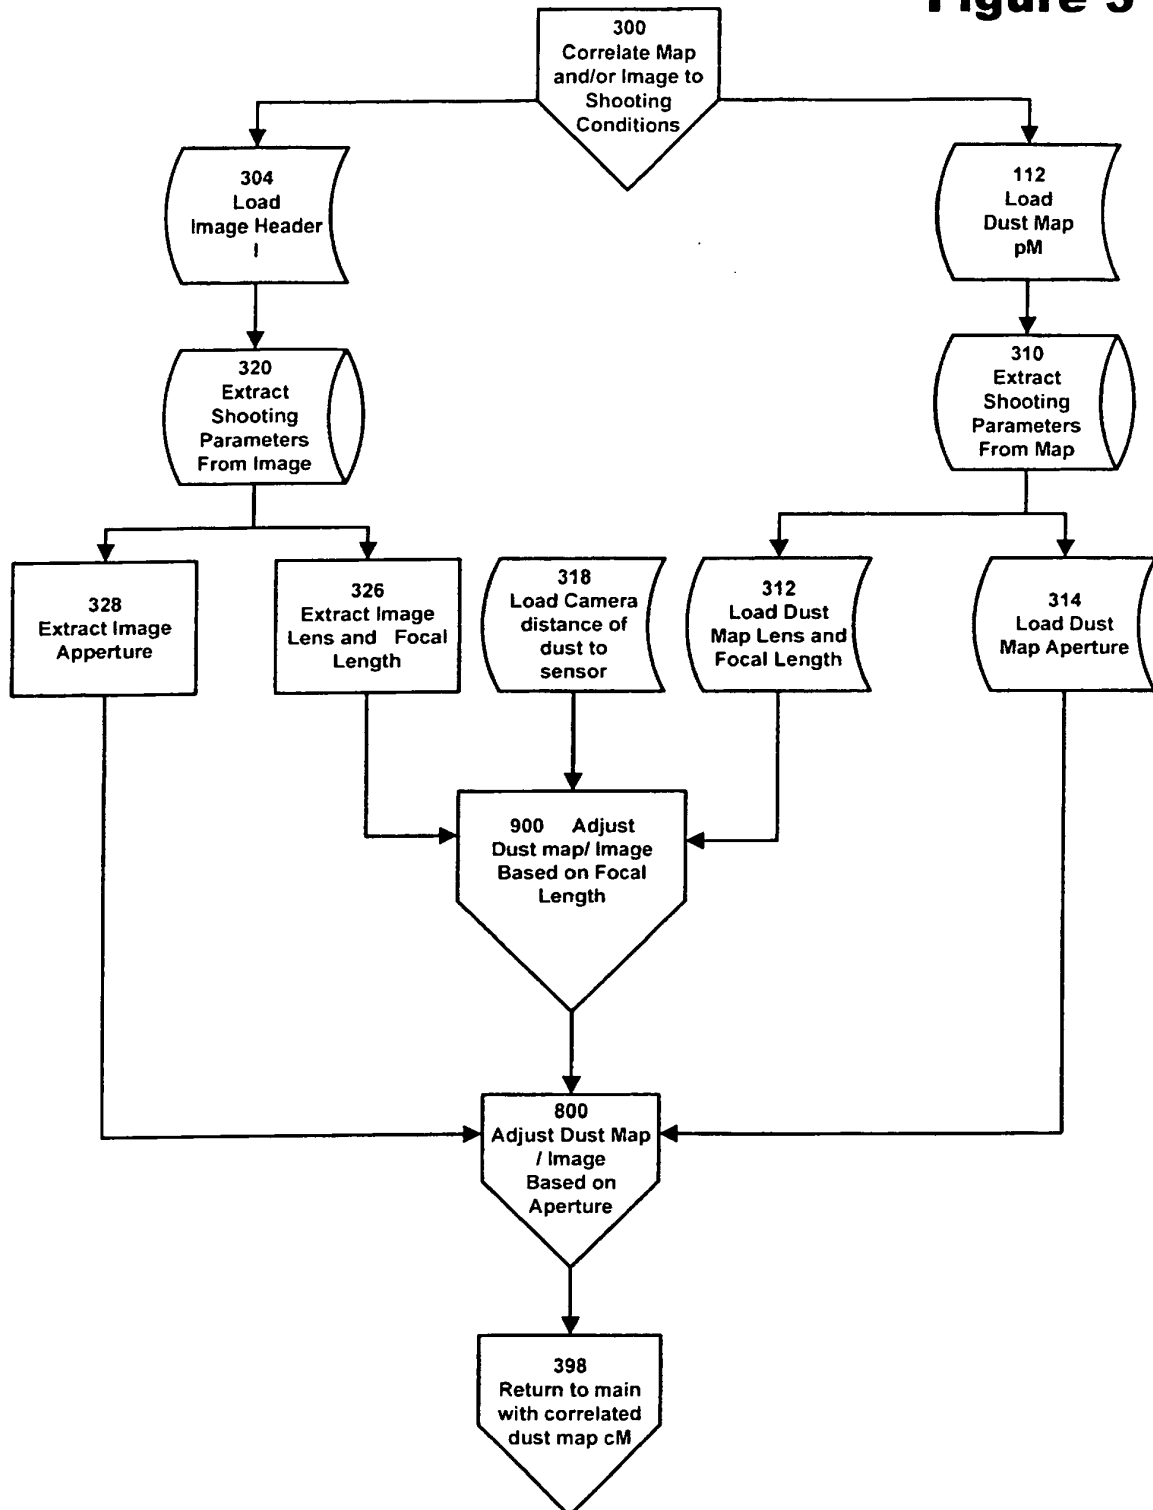 Figure 3
300
Correlate Map
and/or Image to
Shooting
Conditions
304
Load
Image Header
I
112
Load
Dust Map
pM
320
Extract
Shooting
Parameters
From Image
310
Extract
Shooting
Parameters
From Map
328
Extract Image
Apperture
326
Extract Image
Lens and Focal
Length
318
Load Camera
distance of
dust to
sensor
312
Load Dust
Map Lens and
Focal Length
314
Load Dust
Map Aperture
900 Adjust
Dust map/ Image
Based on Focal
Length
800
Adjust Dust Map
/ Image
Based on
Aperture
398
Return to main
with correlated
dust map cM